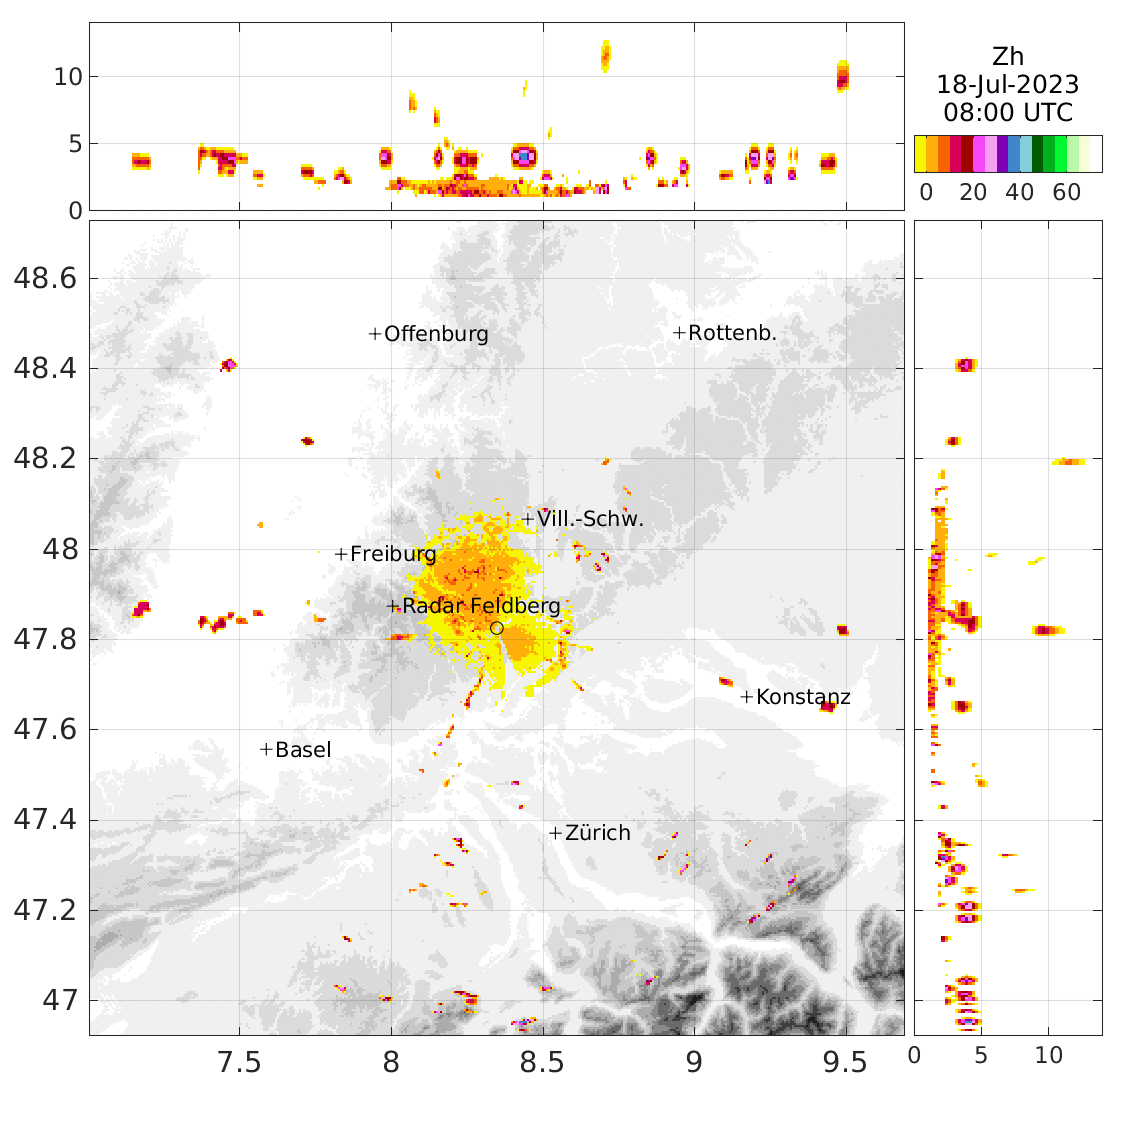 10
5
0
Zh
18-Jul-2023
08:00 UTC
0 20 40 60
48.6
48.4
48.2
48
47.8
47.6
47.4
47.2
47
+Offenburg
+Rottenb.
+Vill.-Schw.
+Freiburg
+Radar Feldberg
+Konstanz
+Basel
+Zürich
7.5 8 8.5 9 9.5
0 5 10